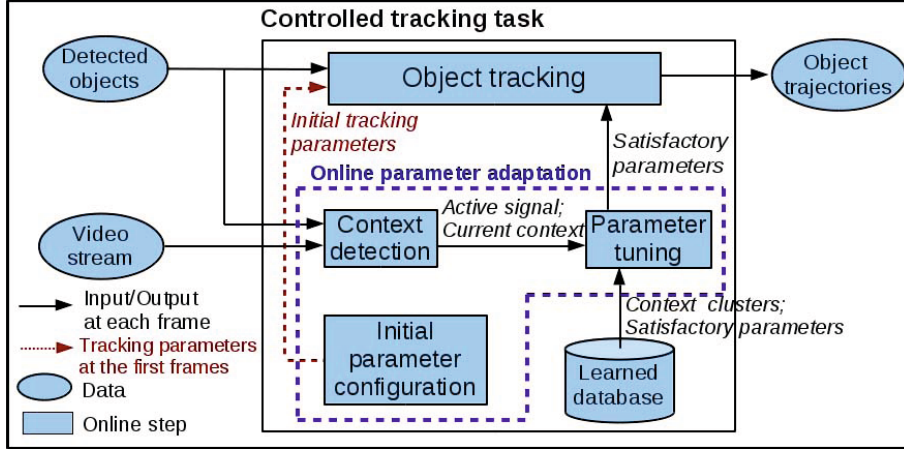 Controlled tracking task
Detected
objects
Object tracking
Object
trajectories
Initial tracking
parameters
Satisfactory
parameters
Online parameter adaptation
Video
stream
Context
detection
Active signal;
Current context
Parameter
tuning
Input/Output
at each frame
Tracking parameters
at the first frames
Data
Online step
Initial
parameter
configuration
Context clusters;
Satisfactory parameters
Learned
database